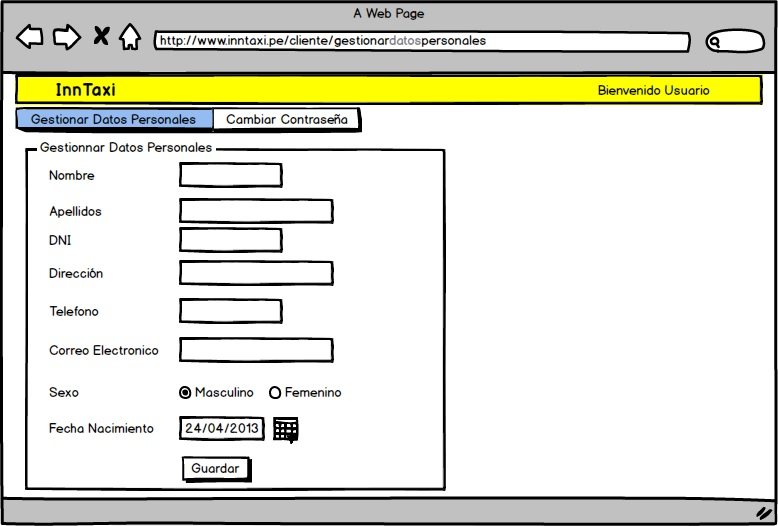 A Web Page
http://www.inntaxi.pe/cliente/gestionardatospersonales
InnTaxi
Bienvenido Usuario
Gestionar Datos Personales
Cambiar Contraseña
Gestionnar Datos Personales
Nombre
Apellidos
DNI
Dirección
Telefono
Correo Electronico
Sexo
Masculino
Femenino
Fecha Nacimiento
24/04/2013
Guardar